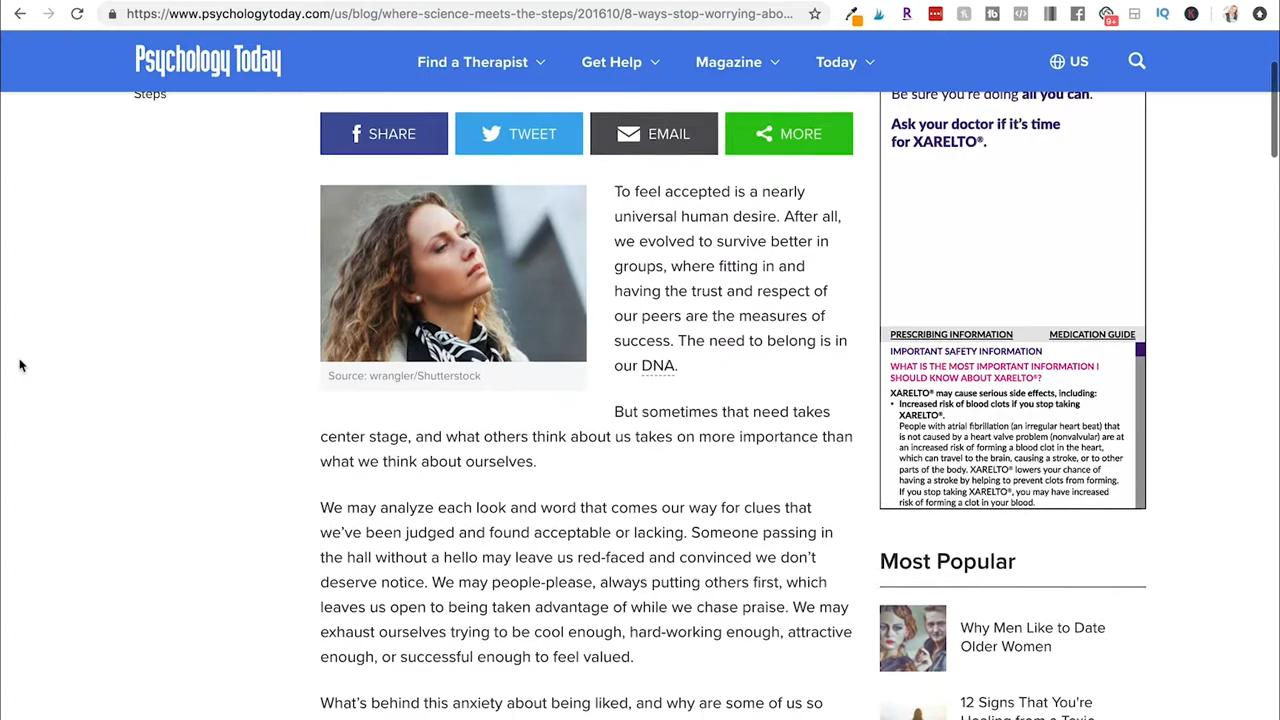 https://www.psychologytoday.com/us/blog/where-science-meets-the-steps/201610/8-ways-stop-worrying-abo...
9+
IQ
Psychology Today
Find a Therapist
Get Help
Magazine
Today
US
Steps
SHARE
TWEET
EMAIL
MORE
Source: wrangler/Shutterstock
To feel accepted is a nearly
universal human desire. After all,
we evolved to survive better in
groups, where fitting in and
having the trust and respect of
our peers are the measures of
success. The need to belong is in
our DNA.
But sometimes that need takes
center stage, and what others think about us takes on more importance than
what we think about ourselves.
We may analyze each look and word that comes our way for clues that
we've been judged and found acceptable or lacking. Someone passing in
the hall without a hello may leave us red-faced and convinced we don't
deserve notice. We may people-please, always putting others first, which
leaves us open to being taken advantage of while we chase praise. We may
exhaust ourselves trying to be cool enough, hard-working enough, attractive
enough, or successful enough to feel valued.
What's behind this anxiety about being liked, and why are some of us so
Be sure you're doing all you can.
Ask your doctor if it's time
for XARELTO®.
PRESCRIBING INFORMATION
MEDICATION GUIDE
IMPORTANT SAFETY INFORMATION
WHAT IS THE MOST IMPORTANT INFORMATION I
SHOULD KNOW ABOUT XARELTO®?
XARELTO® may cause serious side effects, including:
• Increased risk of blood clots if you stop taking
XARELTO®.
People with atrial fibrillation (an irregular heart beat) that
is not caused by a heart valve problem (nonvalvular) are at
an increased risk of forming a blood clot in the heart,
which can travel to the brain, causing a stroke, or to other
parts of the body. XARELTO® lowers your chance of
having a stroke by helping to prevent clots from forming.
If you stop taking XARELTO®, you may have increased
risk of forming a clot in your blood.
Most Popular
Why Men Like to Date
Older Women
12 Signs That You're
Healing from a Toxic